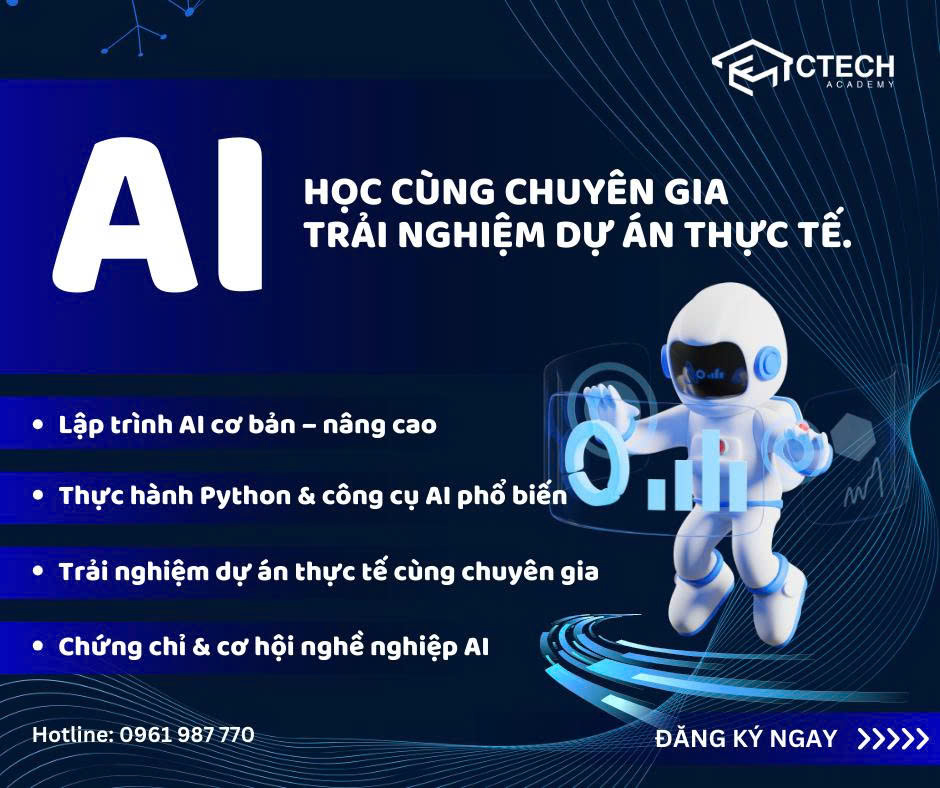 CTECH
ACADEMY
AI
HỌC CÙNG CHUYÊN GIA
TRẢI NGHIỆM DỰ ÁN THỰC TẾ.
• Lập trình AI cơ bản – nâng cao
• Thực hành Python & công cụ AI phổ biến
• Trải nghiệm dự án thực tế cùng chuyên gia
• Chứng chỉ & cơ hội nghề nghiệp AI
Hotline: 0961 987 770
ĐĂNG KÝ NGAY >>>>>